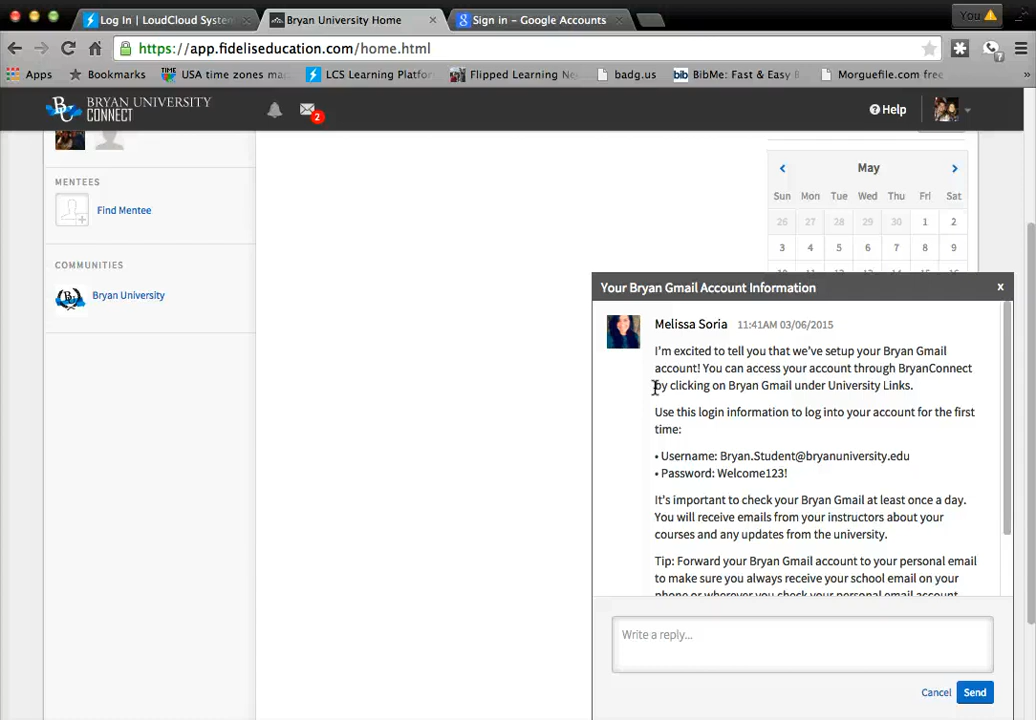 Log In | LoudCloud Syste
Bryan University Home
Sign in - Google Accounts
You
https://app.fideliseducation.com/home.html
Apps
Bookmarks
USA time zones ma
LCS Learning Platfor
Flipped Learning Ne
badg.us
BibMe: Fast & Easy B
Morguefile.com free
»
BRYAN UNIVERSITY
CONNECT
2
Help
MENTEES
Find Mentee
COMMUNITIES
Bryan University
May
Sun Mon Tue Wed Thu Fri Sat
26 27 28 29 30 1 2
3 4 5 6 7 8 9
Your Bryan Gmail Account Information
x
Melissa Soria 11:41AM 03/06/2015
I'm excited to tell you that we've setup your Bryan Gmail
account! You can access your account through BryanConnect
by clicking on Bryan Gmail under University Links.
Use this login information to log into your account for the first
time:
• Username: Bryan.Student@bryanuniversity.edu
• Password: Welcome123!
It's important to check your Bryan Gmail at least once a day.
You will receive emails from your instructors about your
courses and any updates from the university.
Tip: Forward your Bryan Gmail account to your personal email
to make sure you always receive your school email on your
phone or wherever you check your personal email account
Write a reply...
Cancel
Send